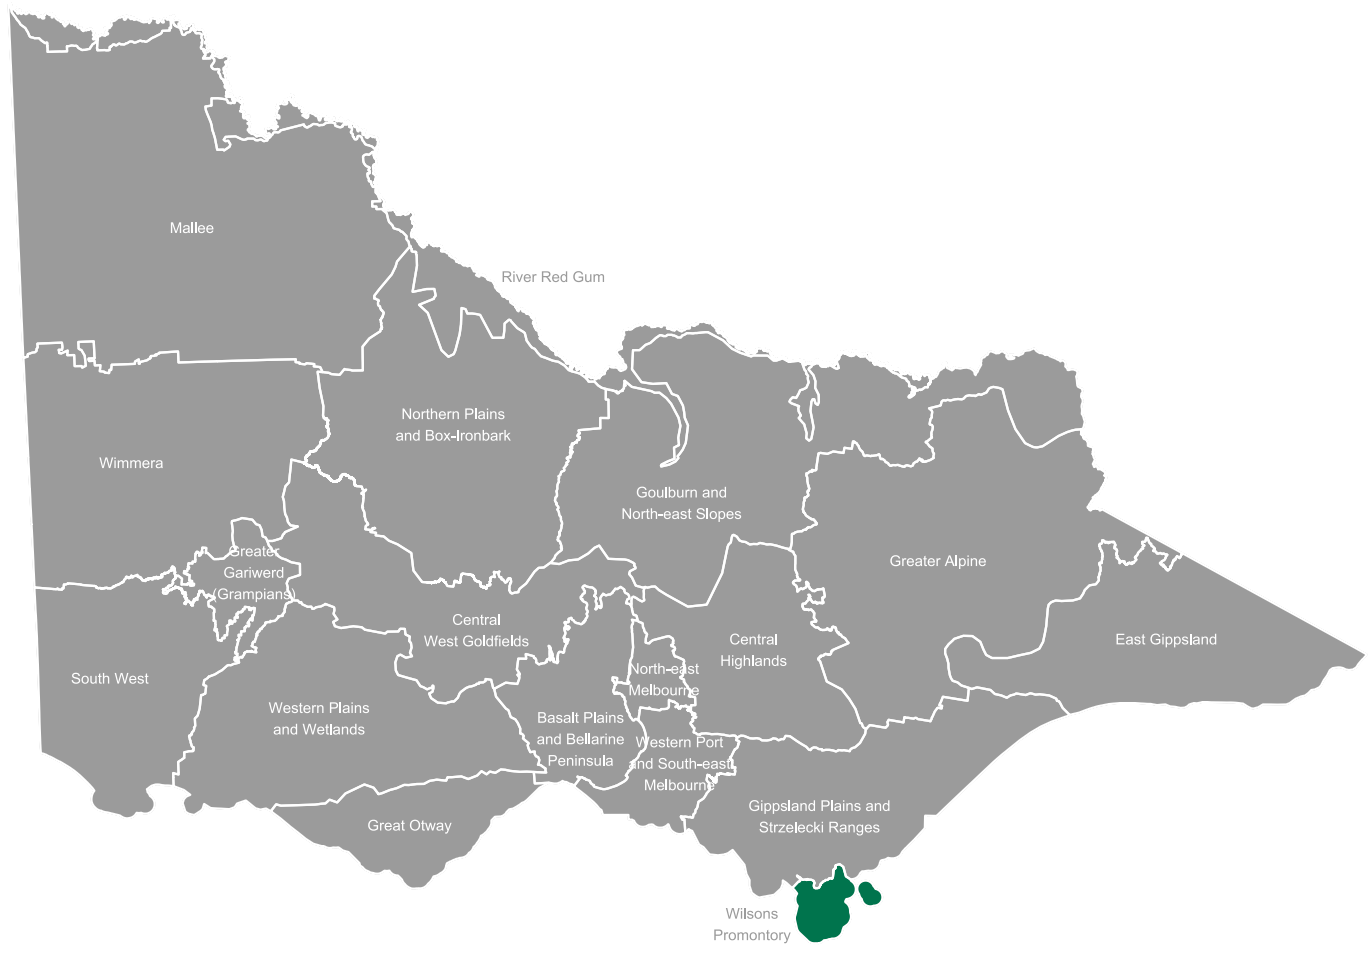 Mallee
River Red Gum
Northern Plains
and Box-Ironbark
Wimmera
Goulburn and
North-east Slopes
Greater
Gariwerd
(Grampians)
Greater Alpine
Central
West Goldfields
Central
Highlands
East Gippsland
South West
North-east
Melbourne
Western Plains
and Wetlands
Basalt Plains
and Bellarine
Peninsula
Western Port
and South-east
Melbourne
Gippsland Plains and
Strzelecki Ranges
Great Otway
Wilsons
Promontory